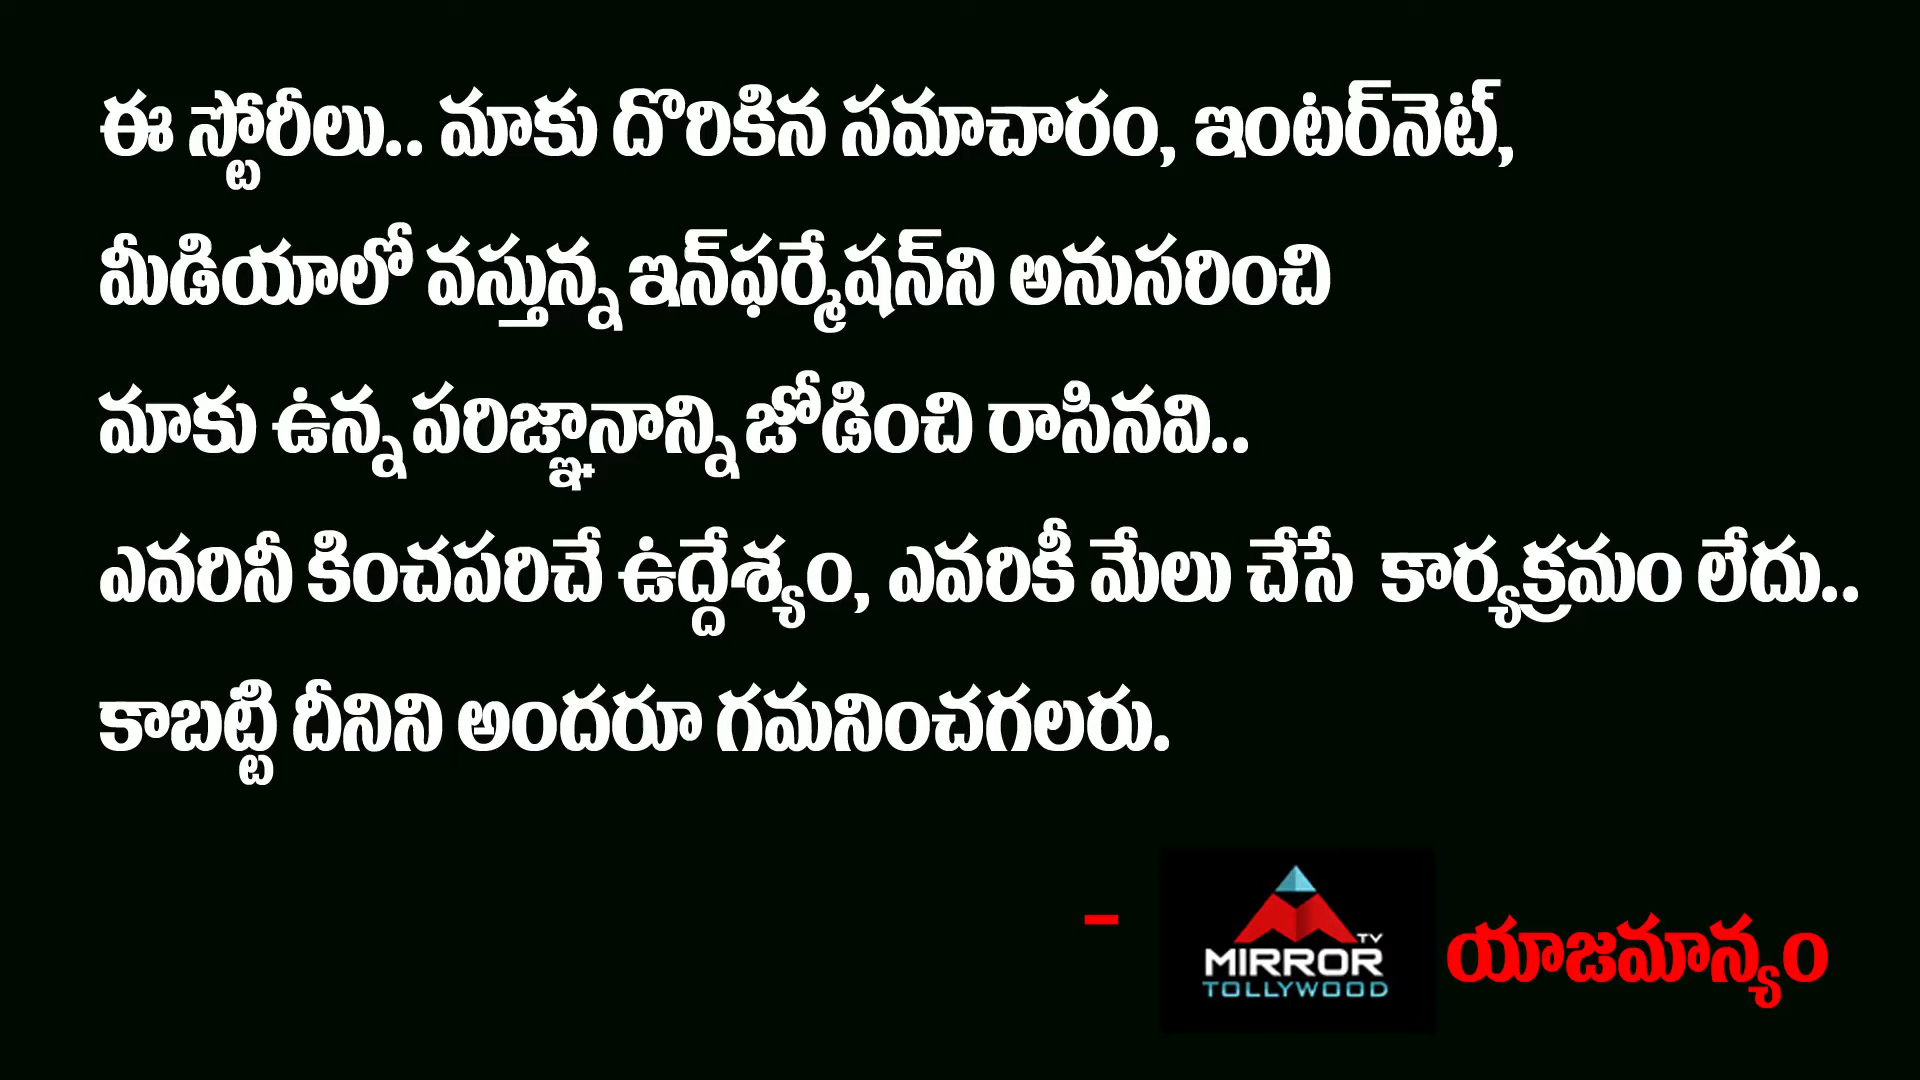 ఈ స్టోరీలు.. మాకు దొరికిన సమాచారం, ఇంటర్‌నెట్,
మీడియాలో వస్తున్న ఇన్‌ఫర్మేషన్‌ని అనుసరించి
మాకు ఉన్న పరిజ్ఞానాన్ని జోడించి రాసినవి..
ఎవరినీ కించపరిచే ఉద్దేశ్యం, ఎవరికీ మేలు చేసే కార్యక్రమం లేదు..
కాబట్టి దీనిని అందరూ గమనించగలరు.
- MIRROR TV TOLLYWOOD యాజమాన్యం